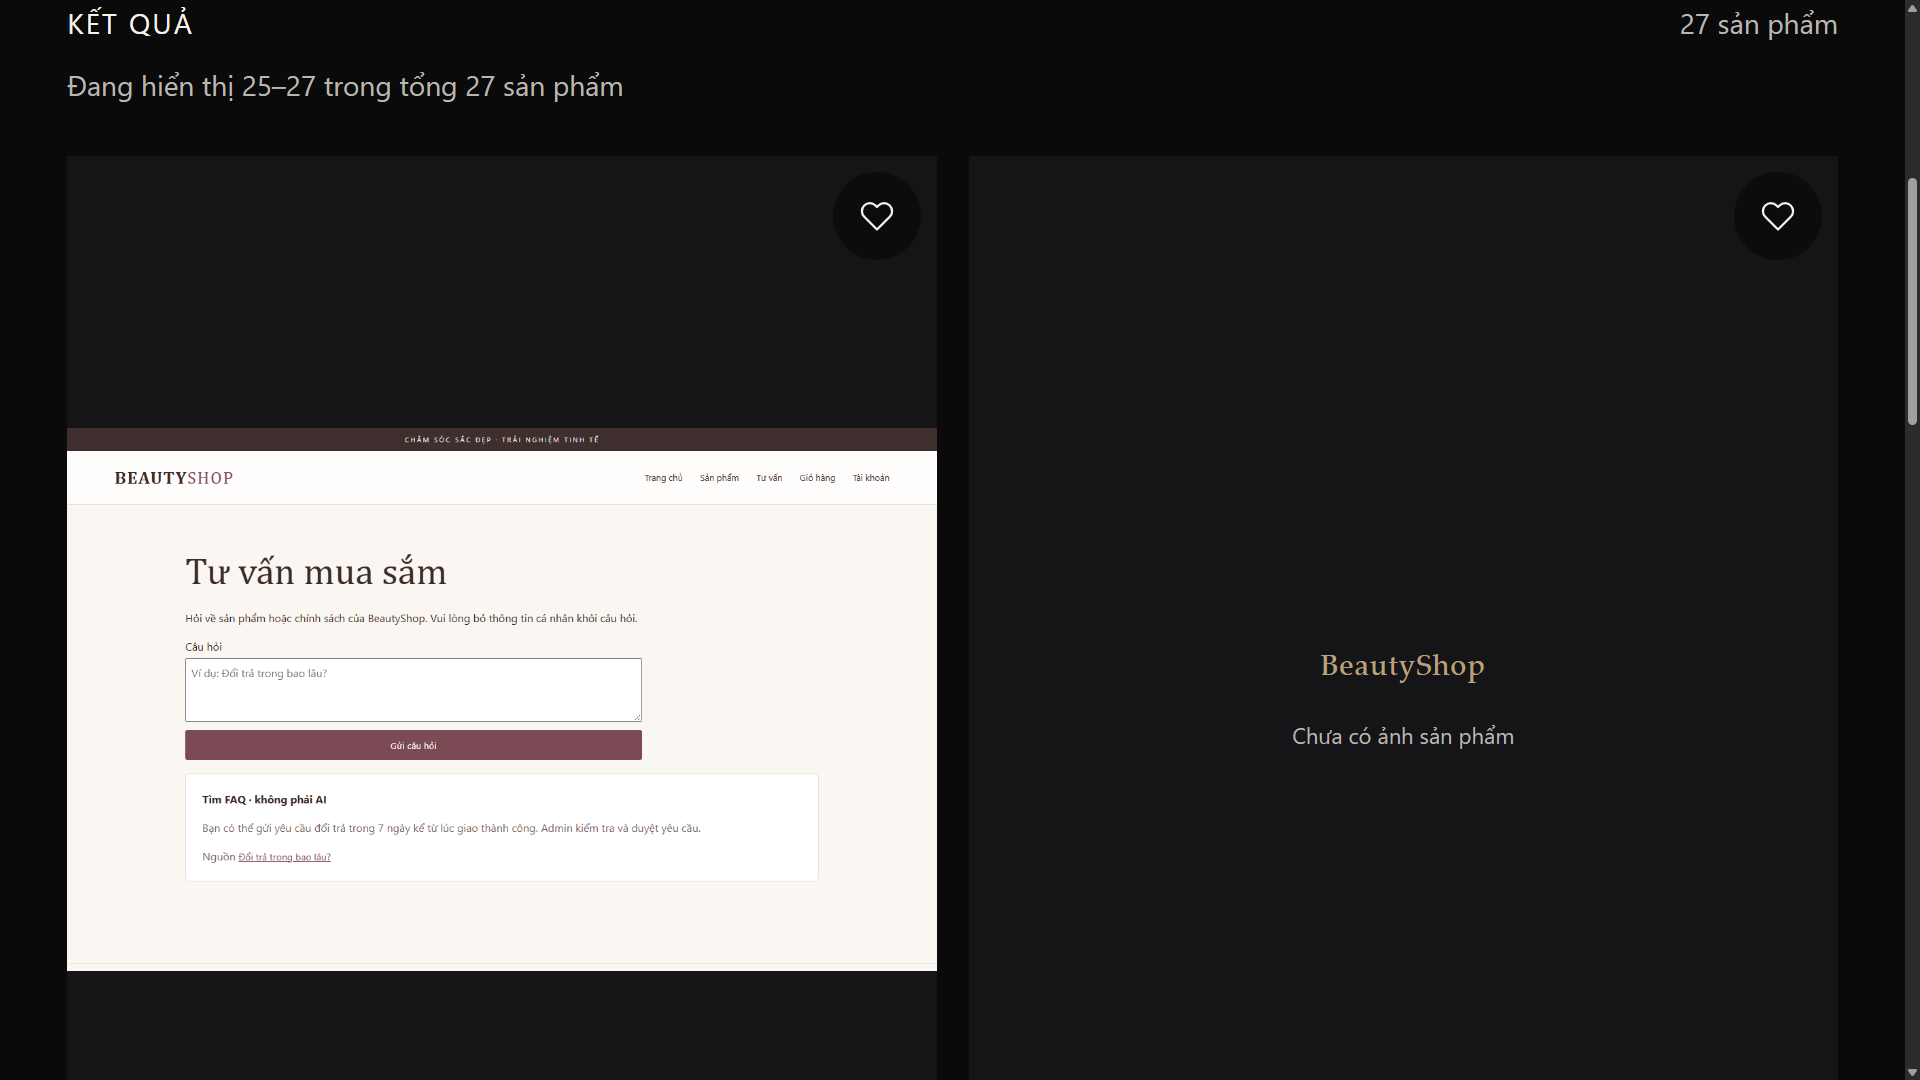 KẾT QUẢ
27 sản phẩm
Đang hiển thị 25–27 trong tổng 27 sản phẩm
CHĂM SÓC SẮC ĐẸP · TRẢI NGHIỆM TINH TẾ
BEAUTYSHOP
Trang chủ Sản phẩm Tư vấn Giỏ hàng Tài khoản
Tư vấn mua sắm
Hỏi về sản phẩm hoặc chính sách của BeautyShop. Vui lòng bỏ thông tin cá nhân khỏi câu hỏi.
Câu hỏi
Ví dụ: Đổi trả trong bao lâu?
Gửi câu hỏi
Tìm FAQ · không phải AI
Bạn có thể gửi yêu cầu đổi trả trong 7 ngày kể từ lúc giao thành công. Admin kiểm tra và duyệt yêu cầu.
Nguồn Đổi trả trong bao lâu?
BeautyShop
Chưa có ảnh sản phẩm